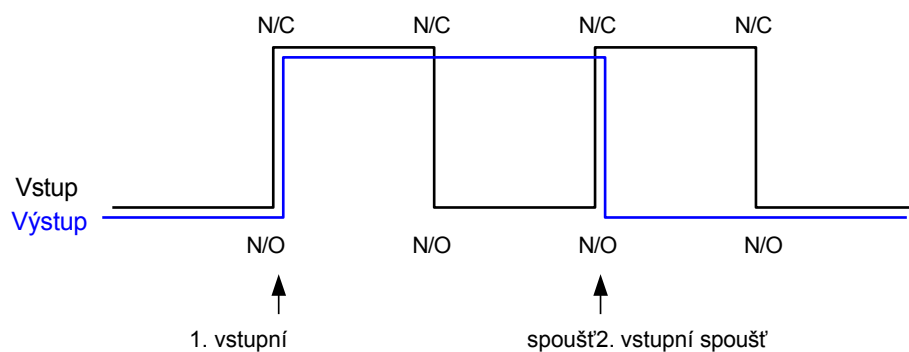 N/C N/C N/C N/C
Vstup
Výstup
N/O N/O N/O N/O
1. vstupní spoušť2. vstupní spoušť